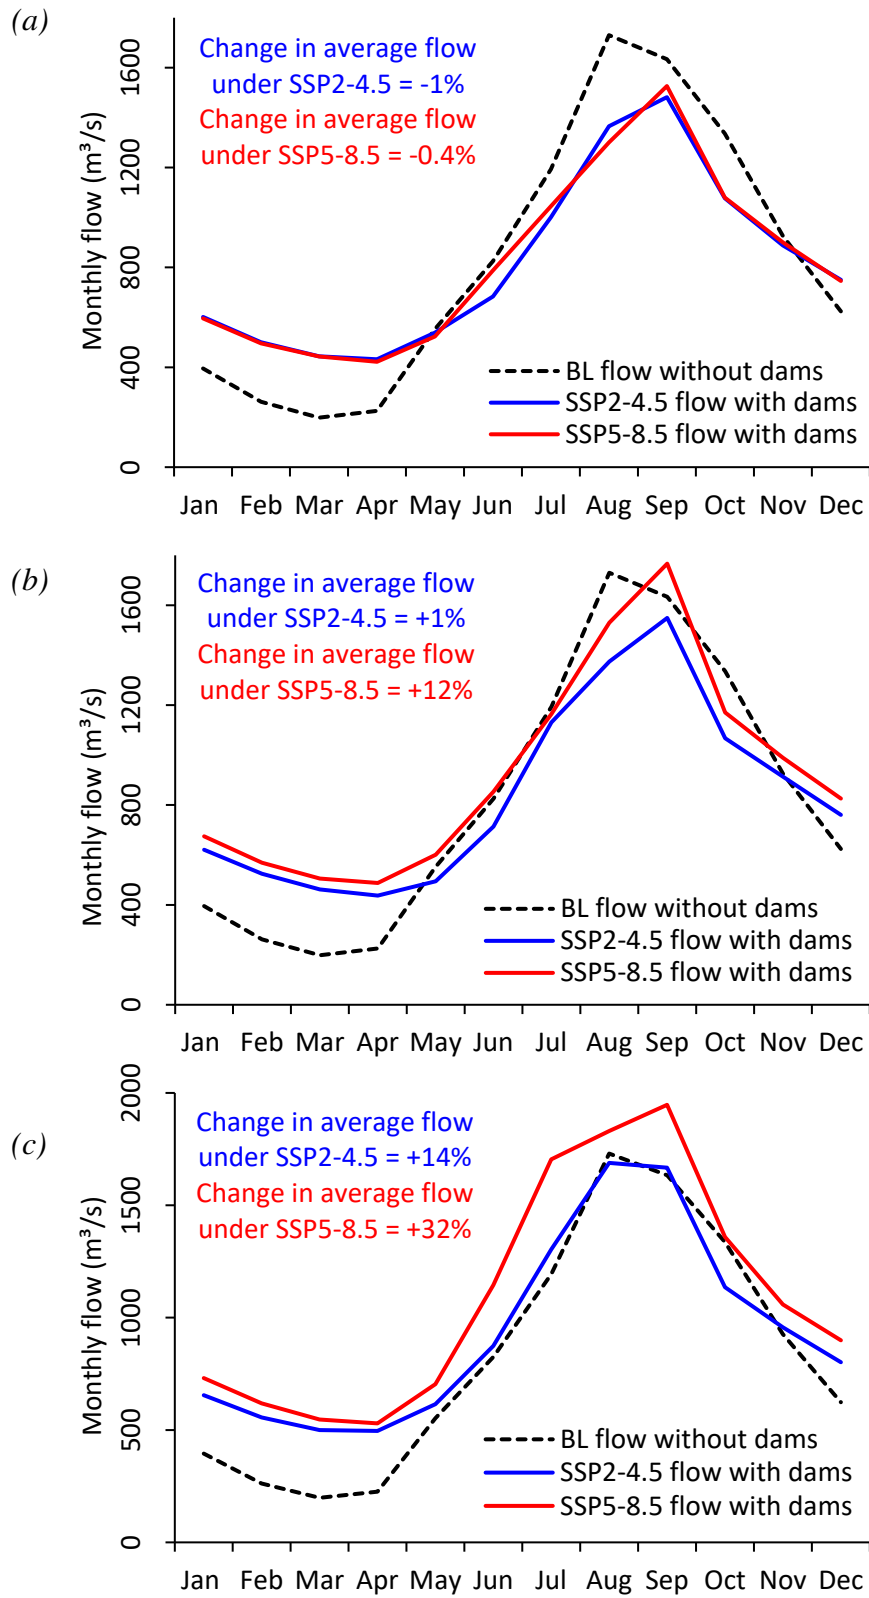 (a)
Change in average flow
under SSP2-4.5 = -1%
Change in average flow
under SSP5-8.5 = -0.4%
Monthly flow (m³/s)
1600
1200
800
400
0
BL flow without dams
SSP2-4.5 flow with dams
SSP5-8.5 flow with dams
Jan Feb Mar Apr May Jun Jul Aug Sep Oct Nov Dec
(b)
Change in average flow
under SSP2-4.5 = +1%
Change in average flow
under SSP5-8.5 = +12%
Monthly flow (m³/s)
1600
1200
800
400
0
BL flow without dams
SSP2-4.5 flow with dams
SSP5-8.5 flow with dams
Jan Feb Mar Apr May Jun Jul Aug Sep Oct Nov Dec
(c)
Change in average flow
under SSP2-4.5 = +14%
Change in average flow
under SSP5-8.5 = +32%
Monthly flow (m³/s)
2000
1500
1000
500
0
BL flow without dams
SSP2-4.5 flow with dams
SSP5-8.5 flow with dams
Jan Feb Mar Apr May Jun Jul Aug Sep Oct Nov Dec